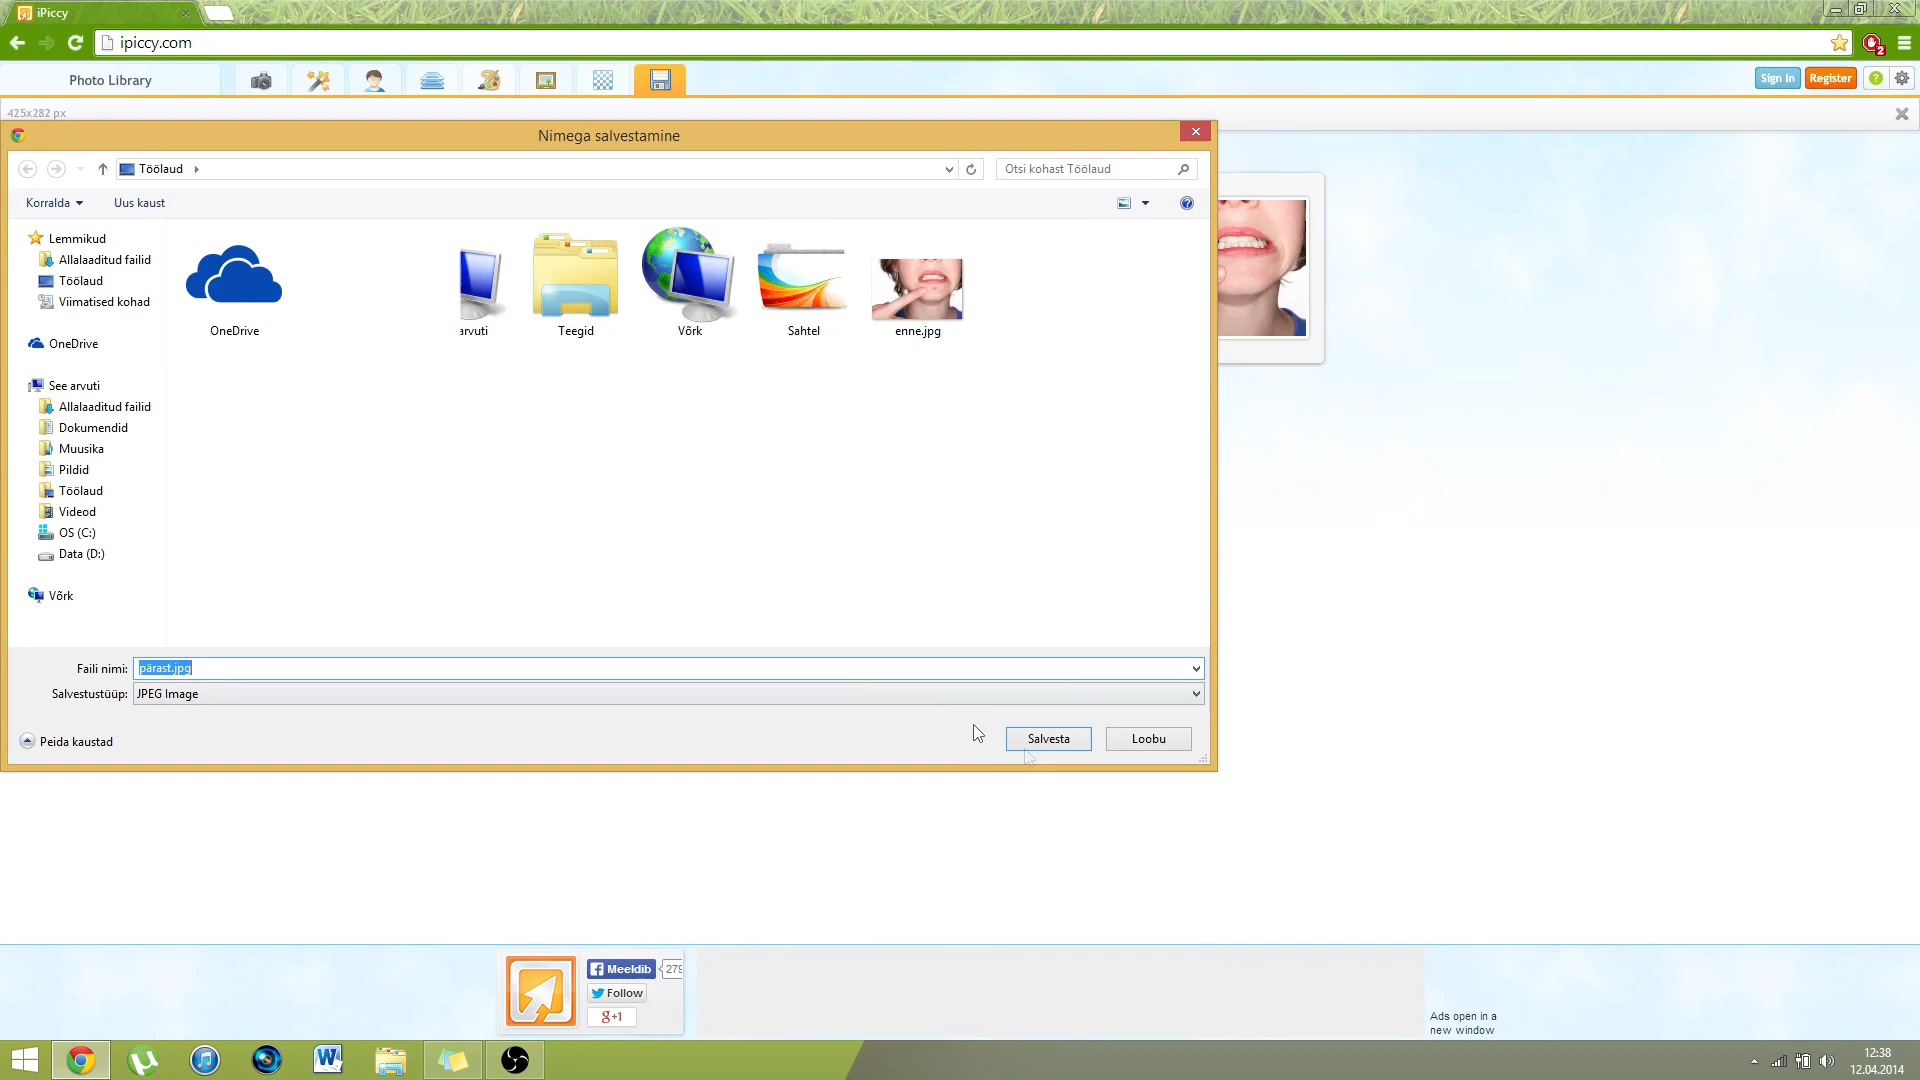 iPiccy
ipiccy.com
2
Photo Library
Sign In
Register
425x282 px
Nimega salvestamine
Töölaud
Otsi kohast Töölaud
Korralda
Uus kaust
Lemmikud
Allalaaditud failid
Töölaud
Viimatised kohad
OneDrive
See arvuti
Allalaaditud failid
Dokumendid
Muusika
Pildid
Töölaud
Videod
OS (C:)
Data (D:)
Võrk
OneDrive
arvuti
Teegid
Võrk
Sahtel
enne.jpg
Faili nimi: pärast.jpg
Salvestustüüp: JPEG Image
Peida kaustad
Salvesta
Loobu
Meeldib
279
Follow
g+1
Ads open in a
new window
12:38
12.04.2014